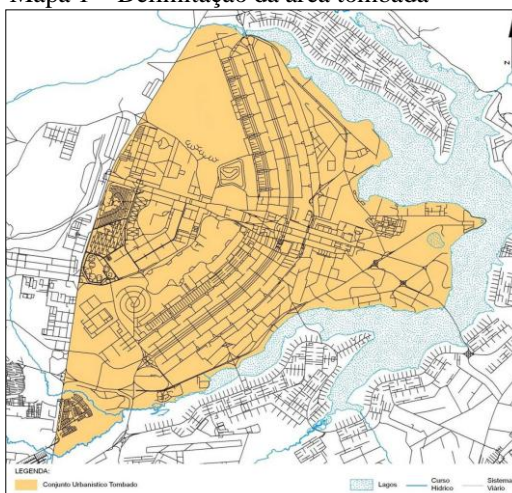 Mapa 1 – Delimitação da área tombada
N
LEGENDA:
Conjunto Urbanístico Tombado
Lagos
Curso Hídrico
Sistema Viário